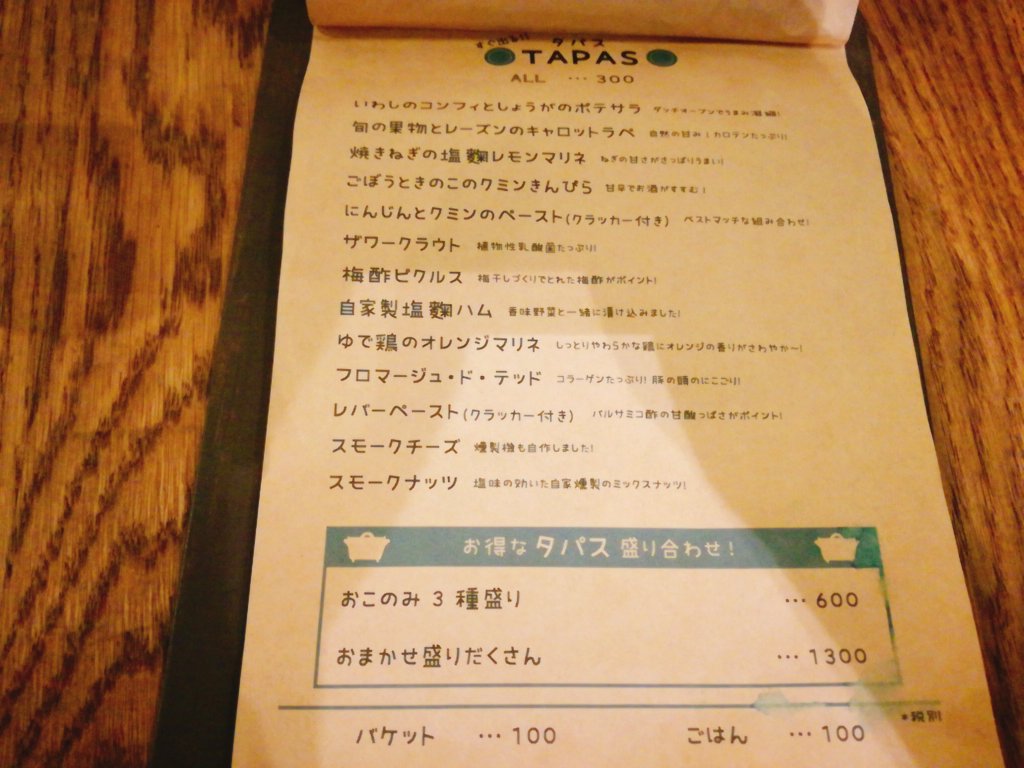 すぐ出る!! タパス
TAPAS
ALL … 300
いわしのコンフィとしょうがのポテサラ ダッチオーブンでうまみ凝縮!
旬の果物とレーズンのキャロットラペ 自然の甘み!カロテンたっぷり!
焼きねぎの塩麴レモンマリネ ねぎの甘さがさっぱりうまい!
ごぼうときのこのクミンきんぴら 甘辛でお酒がすすむ!
にんじんとクミンのペースト(クラッカー付き) ベストマッチな組み合わせ!
ザワークラウト 植物性乳酸菌たっぷり!
梅酢ピクルス 梅干しづくりでとれた梅酢がポイント!
自家製塩麴ハム 香味野菜と一緒に漬け込みました!
ゆで鶏のオレンジマリネ しっとりやわらかな鶏にオレンジの香りがさわやか〜!
フロマージュ・ド・テッド コラーゲンたっぷり! 豚の頭のにこごり!
レバーペースト(クラッカー付き) バルサミコ酢の甘酸っぱさがポイント!
スモークチーズ 燻製機も自作しました!
スモークナッツ 塩味の効いた自家燻製のミックスナッツ!
お得なタパス盛り合わせ!
おこのみ 3 種盛り … 600
おまかせ盛りだくさん … 1300
*税別
バケット … 100 ごはん … 100